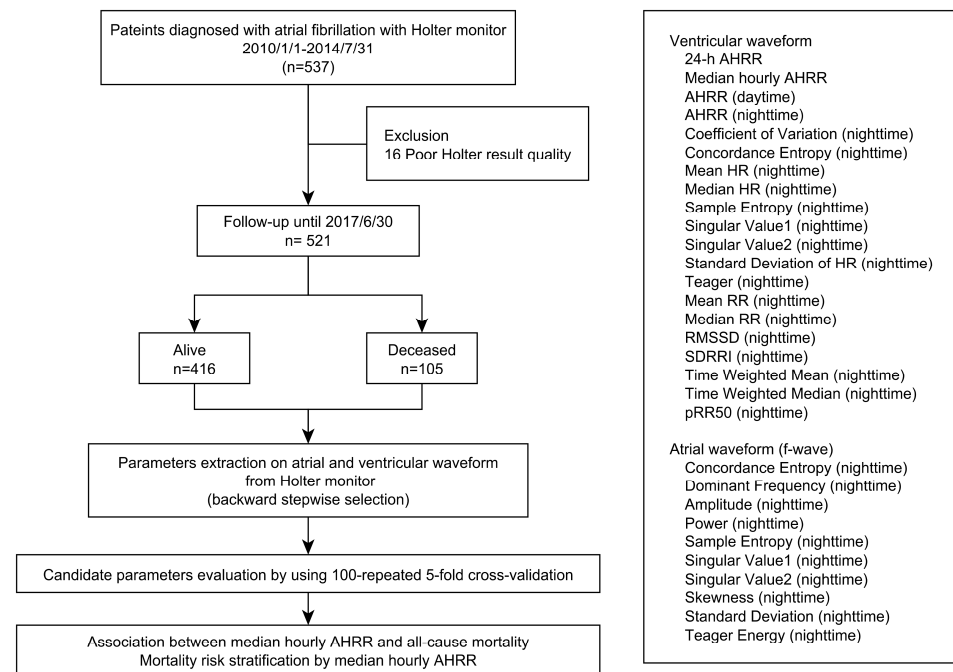 Pateints diagnosed with atrial fibrillation with Holter monitor
2010/1/1-2014/7/31
(n=537)
Exclusion
16 Poor Holter result quality
Follow-up until 2017/6/30
n= 521
Alive
n=416
Deceased
n=105
Parameters extraction on atrial and ventricular waveform
from Holter monitor
(backward stepwise selection)
Candidate parameters evaluation by using 100-repeated 5-fold cross-validation
Association between median hourly AHRR and all-cause mortality
Mortality risk stratification by median hourly AHRR
Ventricular waveform
24-h AHRR
Median hourly AHRR
AHRR (daytime)
AHRR (nighttime)
Coefficient of Variation (nighttime)
Concordance Entropy (nighttime)
Mean HR (nighttime)
Median HR (nighttime)
Sample Entropy (nighttime)
Singular Value1 (nighttime)
Singular Value2 (nighttime)
Standard Deviation of HR (nighttime)
Teager (nighttime)
Mean RR (nighttime)
Median RR (nighttime)
RMSSD (nighttime)
SDRRI (nighttime)
Time Weighted Mean (nighttime)
Time Weighted Median (nighttime)
pRR50 (nighttime)
Atrial waveform (f-wave)
Concordance Entropy (nighttime)
Dominant Frequency (nighttime)
Amplitude (nighttime)
Power (nighttime)
Sample Entropy (nighttime)
Singular Value1 (nighttime)
Singular Value2 (nighttime)
Skewness (nighttime)
Standard Deviation (nighttime)
Teager Energy (nighttime)